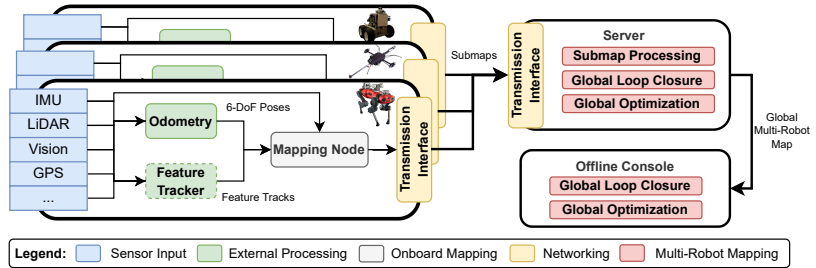 IMU
LiDAR
Vision
GPS
...
Odometry
Feature
Tracker
6-DoF Poses
Feature Tracks
Mapping Node
Transmission
Interface
Submaps
Transmission
Interface
Server
Submap Processing
Global Loop Closure
Global Optimization
Global
Multi-Robot
Map
Offline Console
Global Loop Closure
Global Optimization
Legend: Sensor Input External Processing Onboard Mapping Networking Multi-Robot Mapping